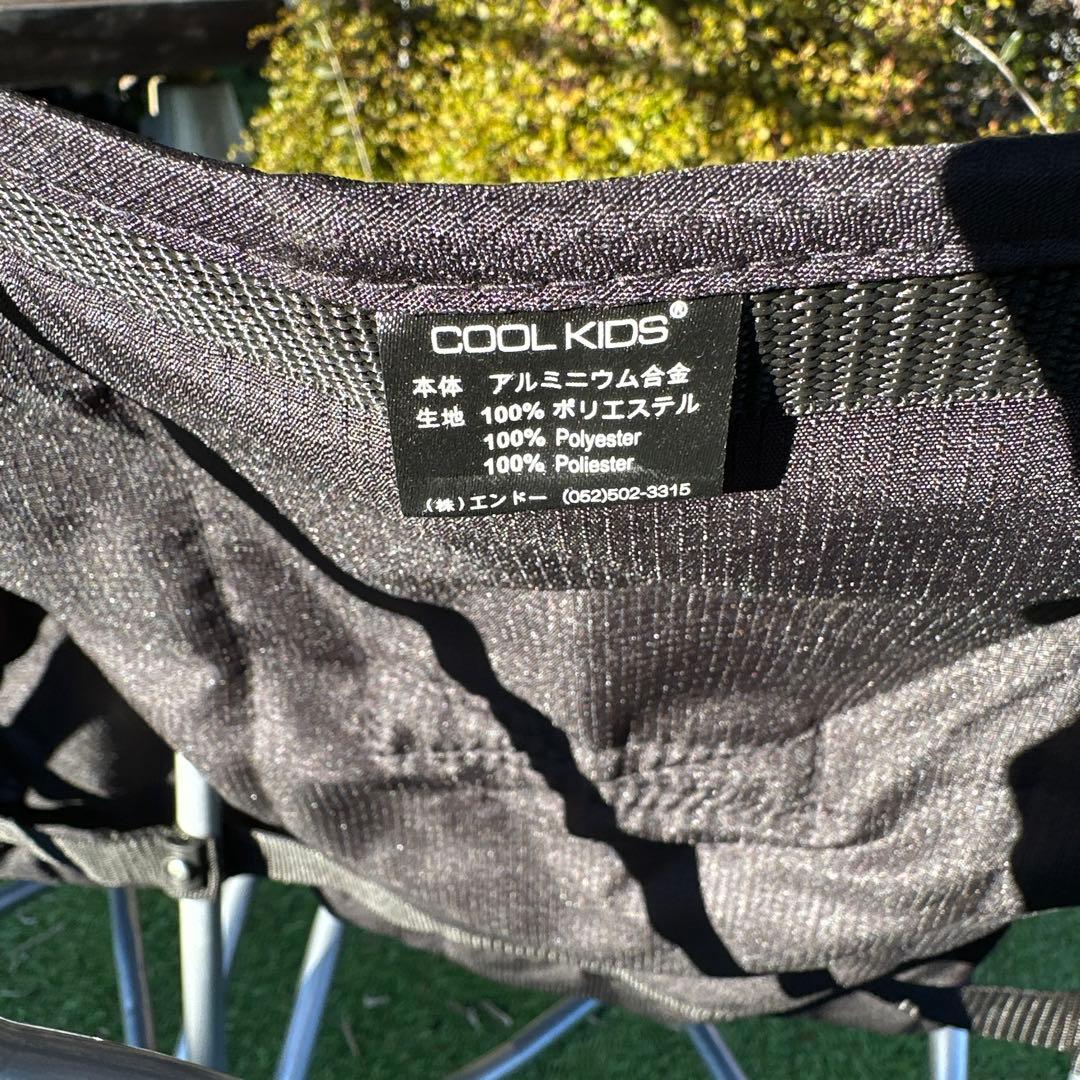 COOL KIDS®
本体 アルミニウム合金
生地 100% ポリエステル
100% Polyester
100% Poliester
(株)エンドー (052)502-3315